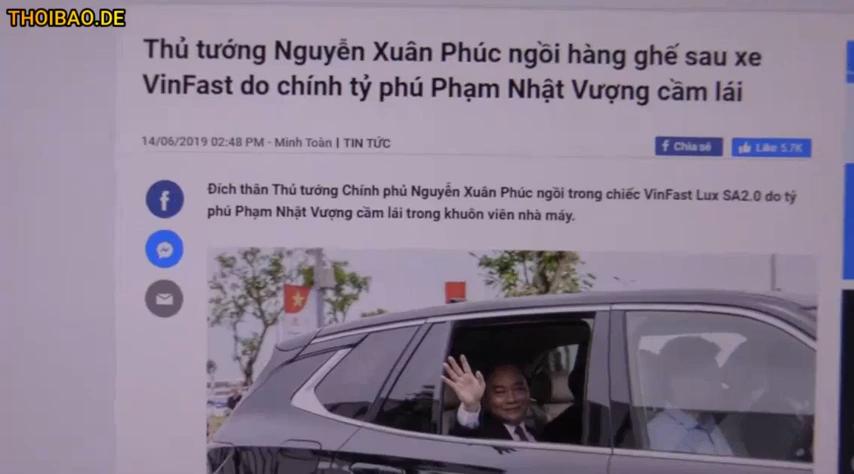 THOIBAO.DE
Thủ tướng Nguyễn Xuân Phúc ngồi hàng ghế sau xe
VinFast do chính tỷ phú Phạm Nhật Vượng cầm lái
14/06/2019 02:48 PM - Minh Toàn | TIN TỨC
f Chia sẻ
Like 5.7K
Đích thân Thủ tướng Chính phủ Nguyễn Xuân Phúc ngồi trong chiếc VinFast Lux SA2.0 do tỷ
phú Phạm Nhật Vượng cầm lái trong khuôn viên nhà máy.